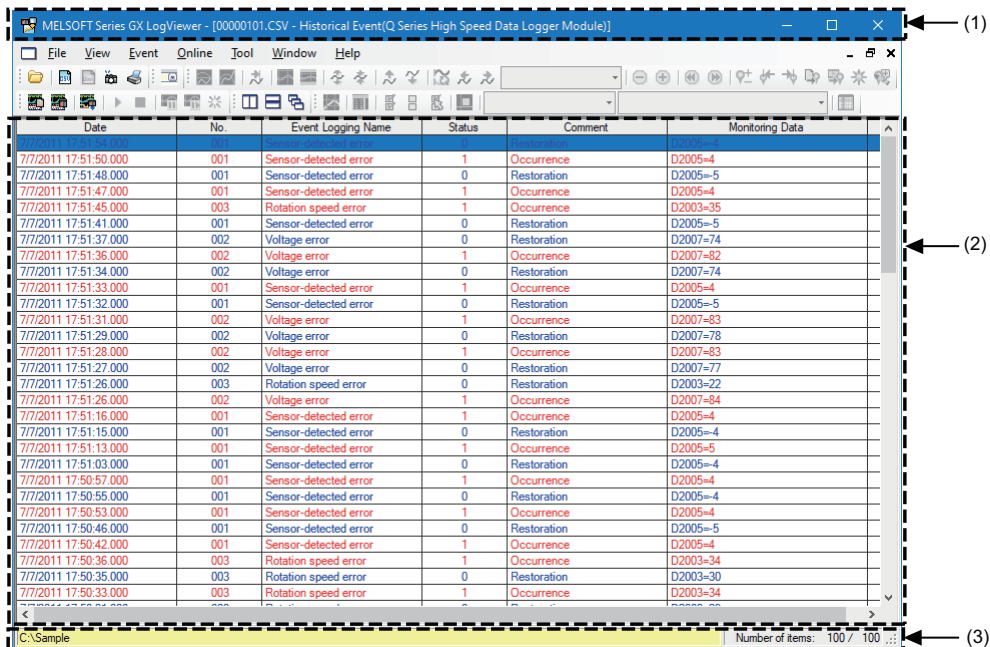 MELSOFT Series GX LogViewer - [00000101.CSV - Historical Event(Q Series High Speed Data Logger Module)]
(1)
File View Event Online Tool Window Help
Date No. Event Logging Name Status Comment Monitoring Data
7/7/2011 17:51:54.000 001 Sensor-detected error 0 Restoration D2005=-4
7/7/2011 17:51:50.000 001 Sensor-detected error 1 Occurrence D2005=4
7/7/2011 17:51:48.000 001 Sensor-detected error 0 Restoration D2005=-5
7/7/2011 17:51:47.000 001 Sensor-detected error 1 Occurrence D2005=4
7/7/2011 17:51:45.000 003 Rotation speed error 1 Occurrence D2003=35
7/7/2011 17:51:41.000 001 Sensor-detected error 0 Restoration D2005=-5
7/7/2011 17:51:37.000 002 Voltage error 0 Restoration D2007=74
(2)
7/7/2011 17:51:36.000 002 Voltage error 1 Occurrence D2007=82
7/7/2011 17:51:34.000 002 Voltage error 0 Restoration D2007=74
7/7/2011 17:51:33.000 001 Sensor-detected error 1 Occurrence D2005=4
7/7/2011 17:51:32.000 001 Sensor-detected error 0 Restoration D2005=-5
7/7/2011 17:51:31.000 002 Voltage error 1 Occurrence D2007=83
7/7/2011 17:51:29.000 002 Voltage error 0 Restoration D2007=78
7/7/2011 17:51:28.000 002 Voltage error 1 Occurrence D2007=83
7/7/2011 17:51:27.000 002 Voltage error 0 Restoration D2007=77
7/7/2011 17:51:26.000 003 Rotation speed error 0 Restoration D2003=22
7/7/2011 17:51:26.000 002 Voltage error 1 Occurrence D2007=84
7/7/2011 17:51:16.000 001 Sensor-detected error 1 Occurrence D2005=4
7/7/2011 17:51:15.000 001 Sensor-detected error 0 Restoration D2005=-4
7/7/2011 17:51:13.000 001 Sensor-detected error 1 Occurrence D2005=5
7/7/2011 17:51:03.000 001 Sensor-detected error 0 Restoration D2005=-4
7/7/2011 17:50:57.000 001 Sensor-detected error 1 Occurrence D2005=4
7/7/2011 17:50:55.000 001 Sensor-detected error 0 Restoration D2005=-4
7/7/2011 17:50:53.000 001 Sensor-detected error 1 Occurrence D2005=4
7/7/2011 17:50:46.000 001 Sensor-detected error 0 Restoration D2005=-5
7/7/2011 17:50:42.000 001 Sensor-detected error 1 Occurrence D2005=4
7/7/2011 17:50:36.000 003 Rotation speed error 1 Occurrence D2003=34
7/7/2011 17:50:35.000 003 Rotation speed error 0 Restoration D2003=30
7/7/2011 17:50:33.000 003 Rotation speed error 1 Occurrence D2003=34
C:\Sample Number of items: 100 / 100
(3)